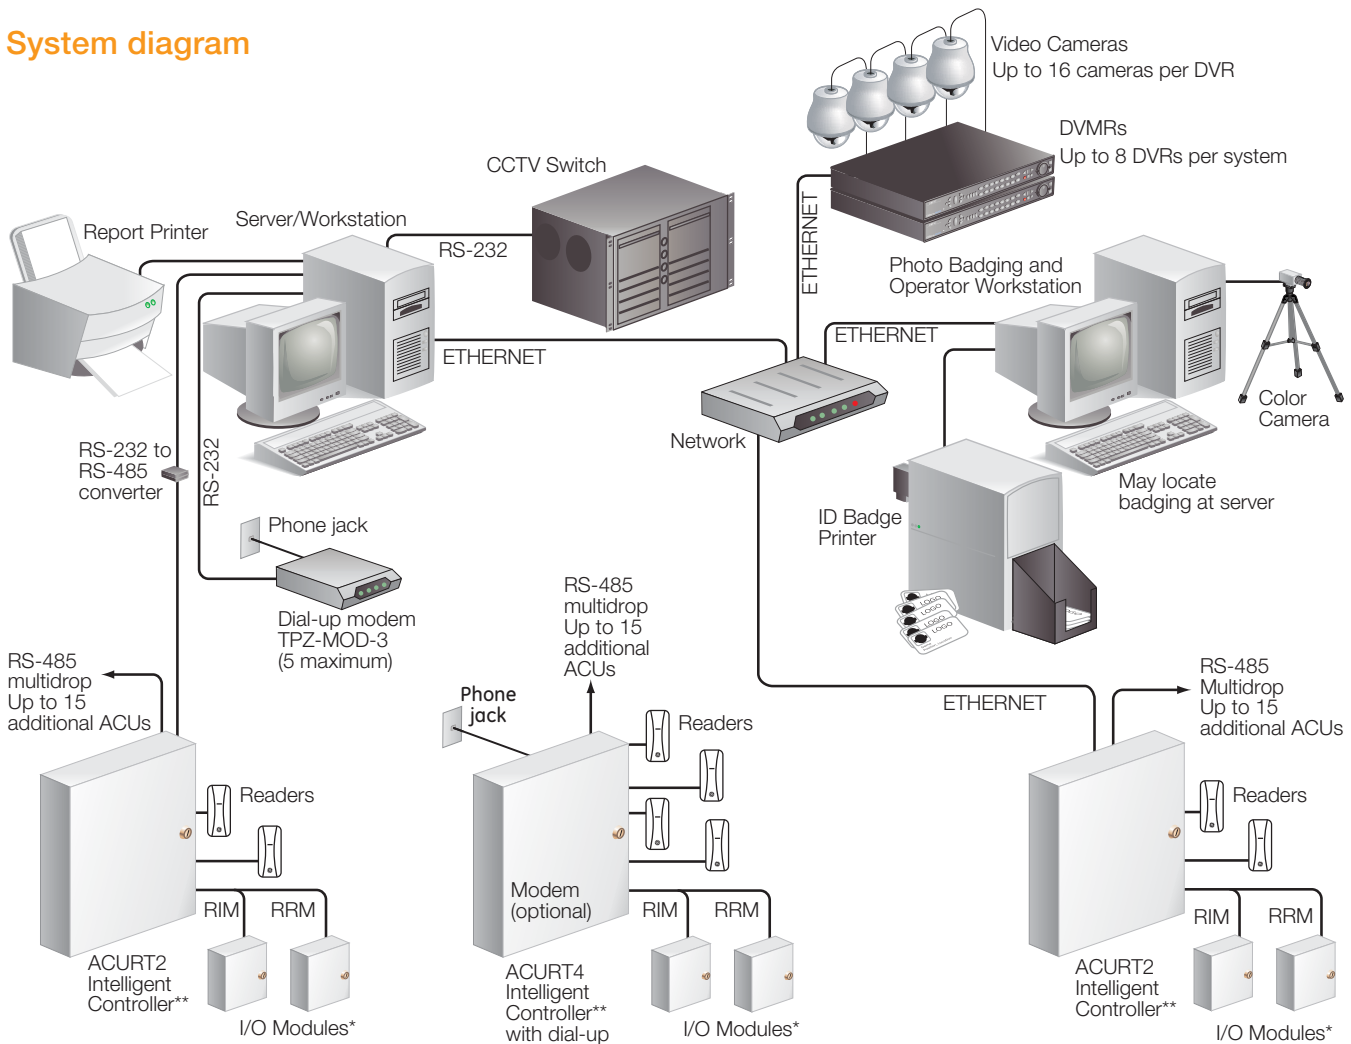 System diagram
Video Cameras
Up to 16 cameras per DVR
DVMRs
Up to 8 DVRs per system
CCTV Switch
Report Printer
Server/Workstation
RS-232
ETHERNET
Photo Badging and
Operator Workstation
ETHERNET
ETHERNET
Color
Camera
Network
RS-232 to
RS-485
converter
RS-232
May locate
badging at server
ID Badge
Printer
Phone jack
Dial-up modem
TPZ-MOD-3
(5 maximum)
LOGO
LOGO
LOGO
LOGO
RS-485
multidrop
Up to 15
additional
ACUs
RS-485
multidrop
Up to 15
additional ACUs
Phone
jack
Readers
ETHERNET
RS-485
Multidrop
Up to 15
additional ACUs
Readers
Readers
Modem
(optional)
RIM
RRM
RIM
RRM
RIM
RRM
ACURT2
Intelligent
Controller**
I/O Modules*
ACURT4
Intelligent
Controller**
with dial-up
I/O Modules*
ACURT2
Intelligent
Controller**
I/O Modules*